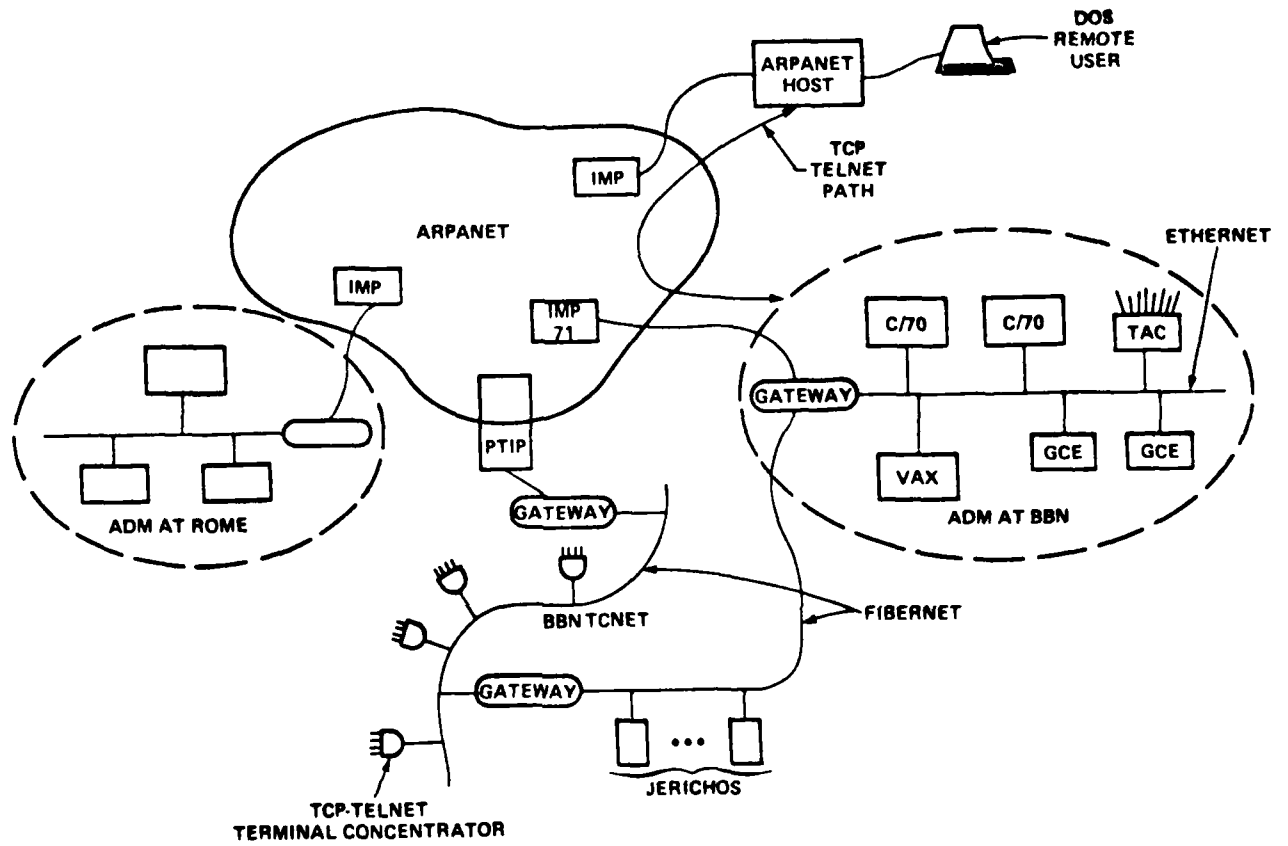 DOS
REMOTE
USER
ARPANET
HOST
TCP
TELNET
PATH
IMP
ARPANET
ETHERNET
IMP
IMP
71
C/70
C/70
TAC
GATEWAY
PTIP
GCE
GCE
VAX
ADM AT ROME
GATEWAY
ADM AT BBN
BBN TCNET
FIBERNET
GATEWAY
•••
JERICHOS
TCP-TELNET
TERMINAL CONCENTRATOR